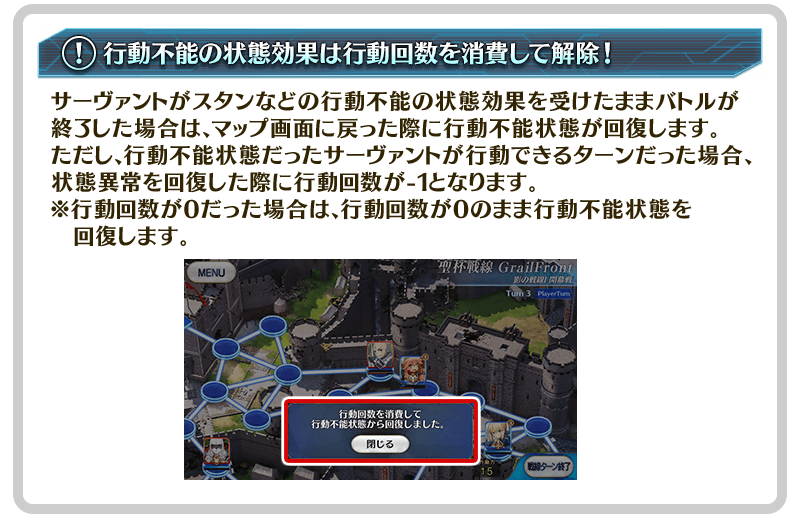 ! 行動不能の状態効果は行動回数を消費して解除！
サーヴァントがスタンなどの行動不能の状態効果を受けたままバトルが
終了した場合は、マップ画面に戻った際に行動不能状態が回復します。
ただし、行動不能状態だったサーヴァントが行動できるターンだった場合、
状態異常を回復した際に行動回数が-1となります。
※行動回数が0だった場合は、行動回数が0のまま行動不能状態を
回復します。
MENU
聖杯戦線 GrailFront
影の戦線I 開幕戦
Turn 3 PlayerTurn
行動回数を消費して
行動不能状態から回復しました。
閉じる
15
戦線ターン終了